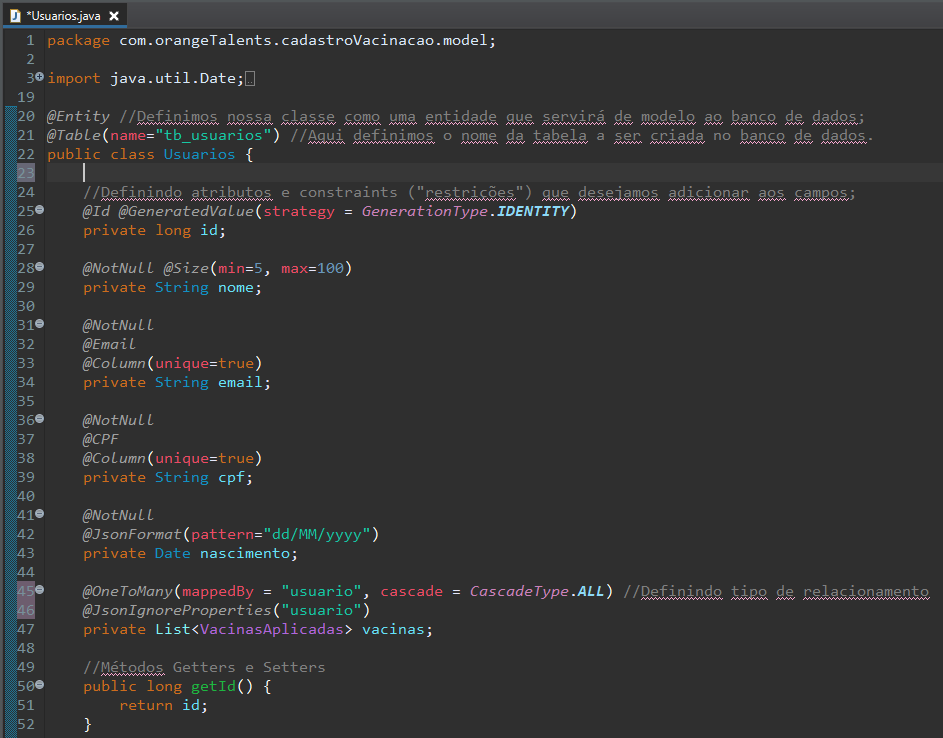 *Usuarios.java
1 package com.orangeTalents.cadastroVacinacao.model;
2
3 import java.util.Date;
19
20 @Entity //Definimos nossa classe como uma entidade que servirá de modelo ao banco de dados;
21 @Table(name="tb_usuarios") //Aqui definimos o nome da tabela a ser criada no banco de dados.
22 public class Usuarios {
23
24 //Definindo atributos e constraints ("restrições") que desejamos adicionar aos campos;
25 @Id @GeneratedValue(strategy = GenerationType.IDENTITY)
26 private long id;
27
28 @NotNull @Size(min=5, max=100)
29 private String nome;
30
31 @NotNull
32 @Email
33 @Column(unique=true)
34 private String email;
35
36 @NotNull
37 @CPF
38 @Column(unique=true)
39 private String cpf;
40
41 @NotNull
42 @JsonFormat(pattern="dd/MM/yyyy")
43 private Date nascimento;
44
45 @OneToMany(mappedBy = "usuario", cascade = CascadeType.ALL) //Definindo tipo de relacionamento
46 @JsonIgnoreProperties("usuario")
47 private List<VacinasAplicadas> vacinas;
48
49 //Métodos Getters e Setters
50 public long getId() {
51 return id;
52 }